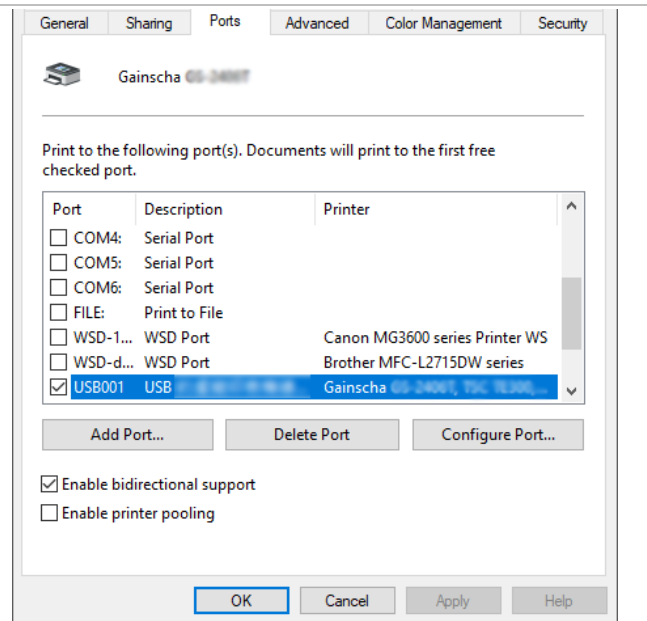 General Sharing Ports Advanced Color Management Security
Gainscha
Print to the following port(s). Documents will print to the first free
checked port.
Port Description Printer
COM4: Serial Port
COM5: Serial Port
COM6: Serial Port
FILE: Print to File
WSD-1... WSD Port Canon MG3600 series Printer WS
WSD-d... WSD Port Brother MFC-L2715DW series
USB001 USB Gainscha
Add Port... Delete Port Configure Port...
Enable bidirectional support
Enable printer pooling
OK Cancel Apply Help